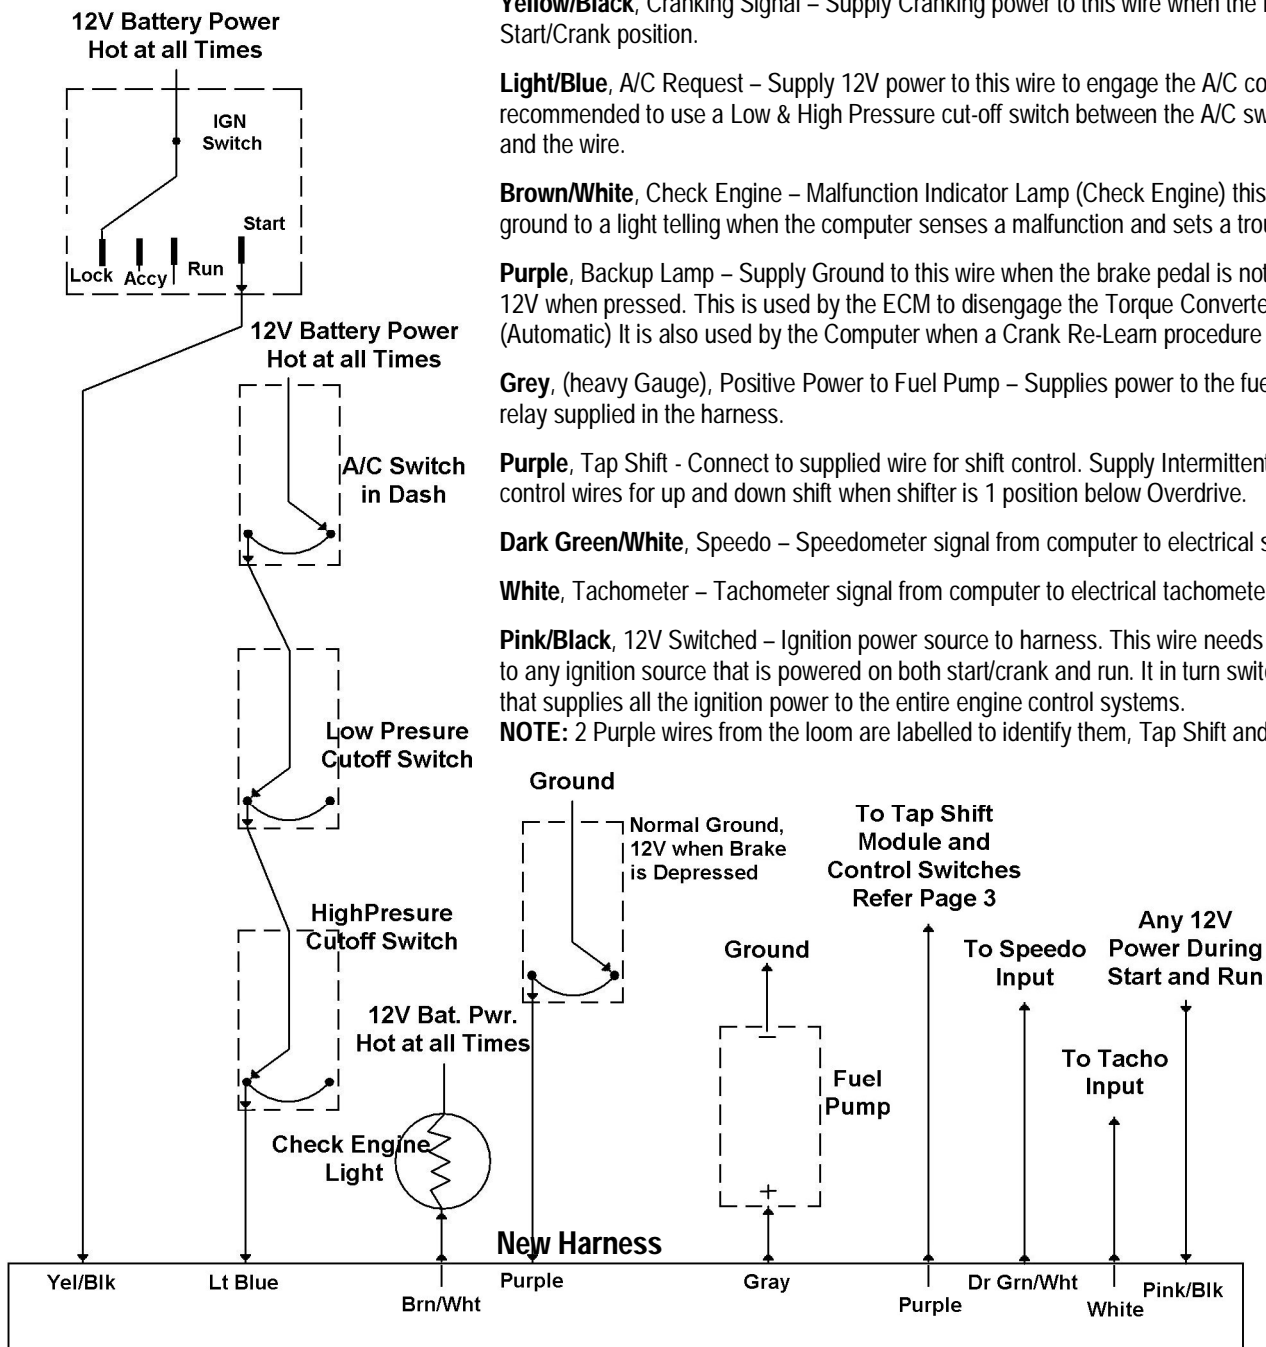 Yellow/Black, Cranking Signal – Supply Cranking power to this wire when the
Start/Crank position.
Light/Blue, A/C Request – Supply 12V power to this wire to engage the A/C
recommended to use a Low & High Pressure cut-off switch between the A/C
and the wire.
Brown/White, Check Engine – Malfunction Indicator Lamp (Check Engine) this
ground to a light telling when the computer senses a malfunction and sets a
Purple, Backup Lamp – Supply Ground to this wire when the brake pedal is not
12V when pressed. This is used by the ECM to disengage the Torque
(Automatic) It is also used by the Computer when a Crank Re-Learn procedure
Grey, (heavy Gauge), Positive Power to Fuel Pump – Supplies power to the
relay supplied in the harness.
Purple, Tap Shift - Connect to supplied wire for shift control. Supply Intermittent
control wires for up and down shift when shifter is 1 position below Overdrive.
Dark Green/White, Speedo – Speedometer signal from computer to electrical
White, Tachometer – Tachometer signal from computer to electrical
Pink/Black, 12V Switched – Ignition power source to harness. This wire needs
to any ignition source that is powered on both start/crank and run. It in turn
that supplies all the ignition power to the entire engine control systems.
NOTE: 2 Purple wires from the loom are labelled to identify them, Tap Shift and
12V Battery Power
Hot at all Times
IGN
Switch
Start
Lock
Accy
Run
12V Battery Power
Hot at all Times
A/C Switch
in Dash
Low Presure
Cutoff Switch
HighPresure
Cutoff Switch
12V Bat. Pwr.
Hot at all Times
Check Engine
Light
Ground
Normal Ground,
12V when Brake
is Depressed
Ground
Fuel
Pump
To Tap Shift
Module and
Control Switches
Refer Page 3
To Speedo
Input
To Tacho
Input
Any 12V
Power During
Start and Run
New Harness
Yel/Blk
Lt Blue
Brn/Wht
Purple
Gray
Purple
Dr Grn/Wht
White
Pink/Blk